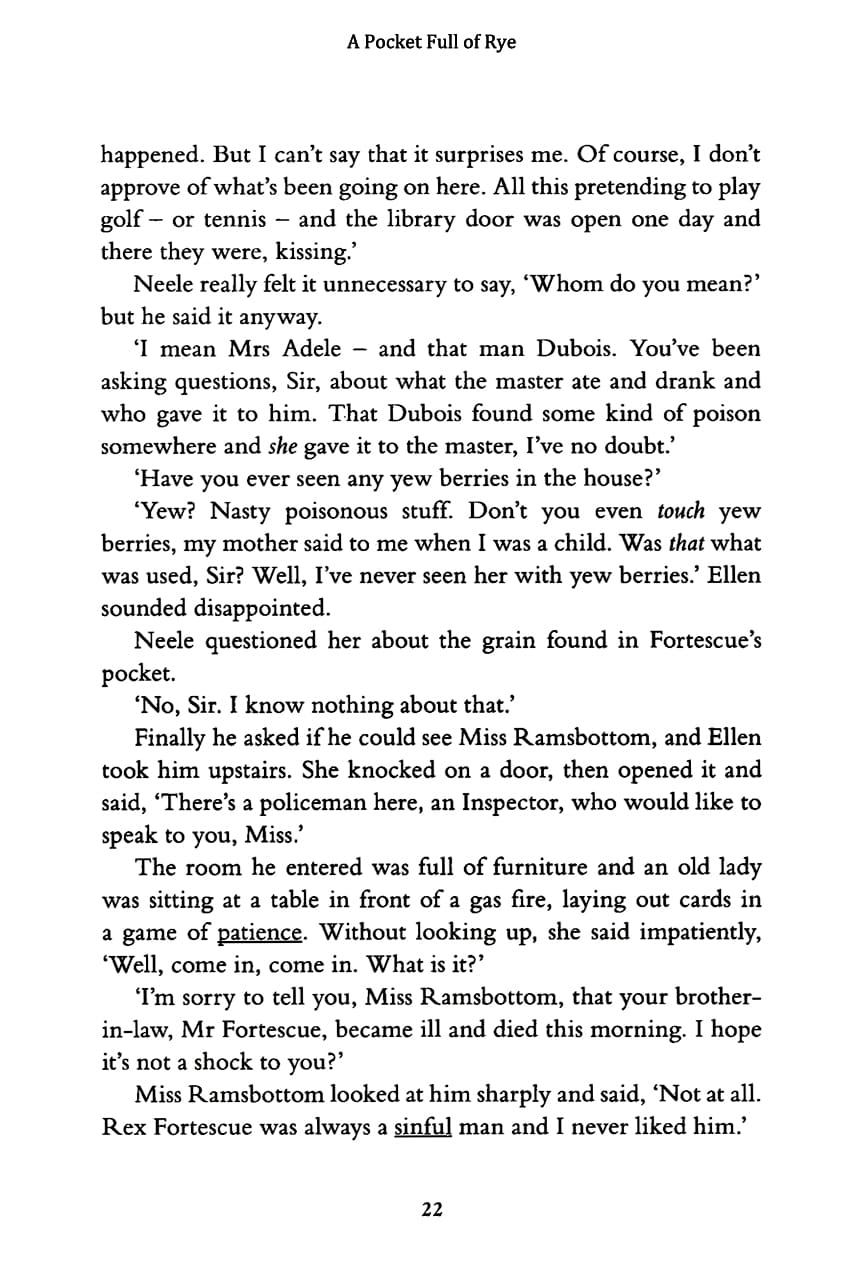 A Pocket Full of Rye
happened. But I can’t say that it surprises me. Of course, I don’t
approve of what’s been going on here. All this pretending to play
golf – or tennis – and the library door was open one day and
there they were, kissing.’
Neele really felt it unnecessary to say, ‘Whom do you mean?’
but he said it anyway.
‘I mean Mrs Adele – and that man Dubois. You’ve been
asking questions, Sir, about what the master ate and drank and
who gave it to him. That Dubois found some kind of poison
somewhere and she gave it to the master, I’ve no doubt.’
‘Have you ever seen any yew berries in the house?’
‘Yew? Nasty poisonous stuff. Don’t you even touch yew
berries, my mother said to me when I was a child. Was that what
was used, Sir? Well, I’ve never seen her with yew berries.’ Ellen
sounded disappointed.
Neele questioned her about the grain found in Fortescue’s
pocket.
‘No, Sir. I know nothing about that.’
Finally he asked if he could see Miss Ramsbottom, and Ellen
took him upstairs. She knocked on a door, then opened it and
said, ‘There’s a policeman here, an Inspector, who would like to
speak to you, Miss.’
The room he entered was full of furniture and an old lady
was sitting at a table in front of a gas fire, laying out cards in
a game of patience. Without looking up, she said impatiently,
‘Well, come in, come in. What is it?’
‘I’m sorry to tell you, Miss Ramsbottom, that your brother-
in-law, Mr Fortescue, became ill and died this morning. I hope
it’s not a shock to you?’
Miss Ramsbottom looked at him sharply and said, ‘Not at all.
Rex Fortescue was always a sinful man and I never liked him.’
22